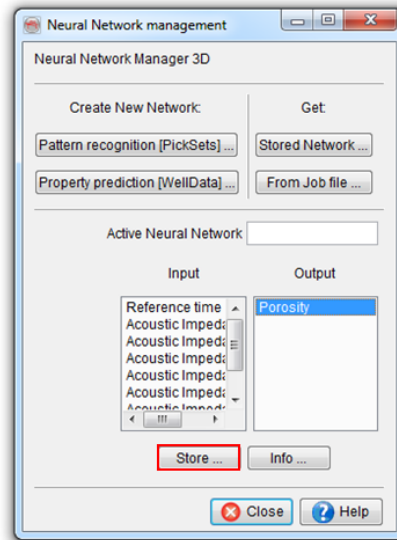 Neural Network management
Neural Network Manager 3D
Create New Network:
Get:
Pattern recognition [PickSets] ...
Stored Network ...
Property prediction [WellData] ...
From Job file ...
Active Neural Network
Input
Output
Reference time
Porosity
Acoustic Impeda
Acoustic Impeda
Acoustic Impeda
Acoustic Impeda
Acoustic Impeda
Acoustic Impeda
Store ...
Info ...
Close
Help